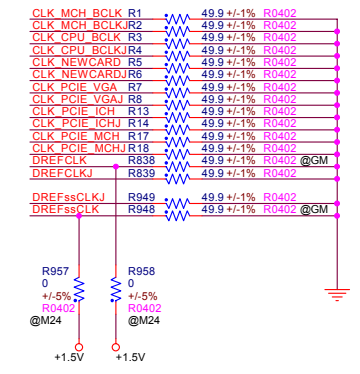 CLK_MCH_BCLK R1 49.9 +/-1% R0402
CLK_MCH_BCLKJ R2 49.9 +/-1% R0402
CLK_CPU_BCLK R3 49.9 +/-1% R0402
CLK_CPU_BCLKJ R4 49.9 +/-1% R0402
CLK_NEWCARD R5 49.9 +/-1% R0402
CLK_NEWCARDJ R6 49.9 +/-1% R0402
CLK_PCIE_VGA R7 49.9 +/-1% R0402
CLK_PCIE_VGAJ R8 49.9 +/-1% R0402
CLK_PCIE_ICH R13 49.9 +/-1% R0402
CLK_PCIE_ICHJ R14 49.9 +/-1% R0402
CLK_PCIE_MCH R17 49.9 +/-1% R0402
CLK_PCIE_MCHJ R18 49.9 +/-1% R0402
DREFCLK R838 49.9 +/-1% R0402 @GM
DREFCLKJ R839 49.9 +/-1% R0402
DREFssCLKJ R949 49.9 +/-1% R0402
DREFssCLK R948 49.9 +/-1% R0402 @GM
R957 R958
0 0
+/-5% +/-5%
R0402 R0402
@M24 @M24
+1.5V +1.5V